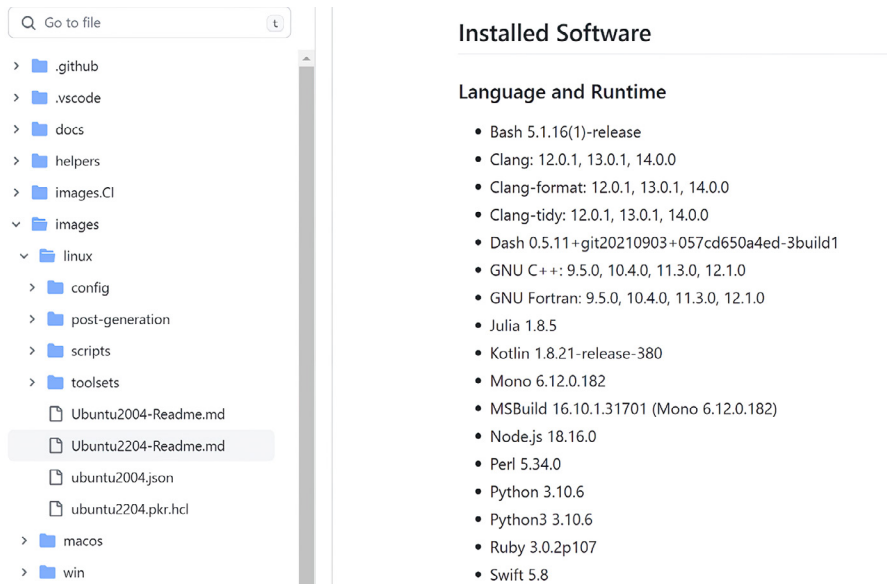 Go to file
t
.github
.vscode
docs
helpers
images.CI
images
linux
config
post-generation
scripts
toolsets
Ubuntu2004-Readme.md
Ubuntu2204-Readme.md
ubuntu2004.json
ubuntu2204.pkr.hcl
macos
win
Installed Software
Language and Runtime
Bash 5.1.16(1)-release
Clang: 12.0.1, 13.0.1, 14.0.0
Clang-format: 12.0.1, 13.0.1, 14.0.0
Clang-tidy: 12.0.1, 13.0.1, 14.0.0
Dash 0.5.11+git20210903+057cd650a4ed-3build1
GNU C++: 9.5.0, 10.4.0, 11.3.0, 12.1.0
GNU Fortran: 9.5.0, 10.4.0, 11.3.0, 12.1.0
Julia 1.8.5
Kotlin 1.8.21-release-380
Mono 6.12.0.182
MSBuild 16.10.1.31701 (Mono 6.12.0.182)
Node.js 18.16.0
Perl 5.34.0
Python 3.10.6
Python3 3.10.6
Ruby 3.0.2p107
Swift 5.8